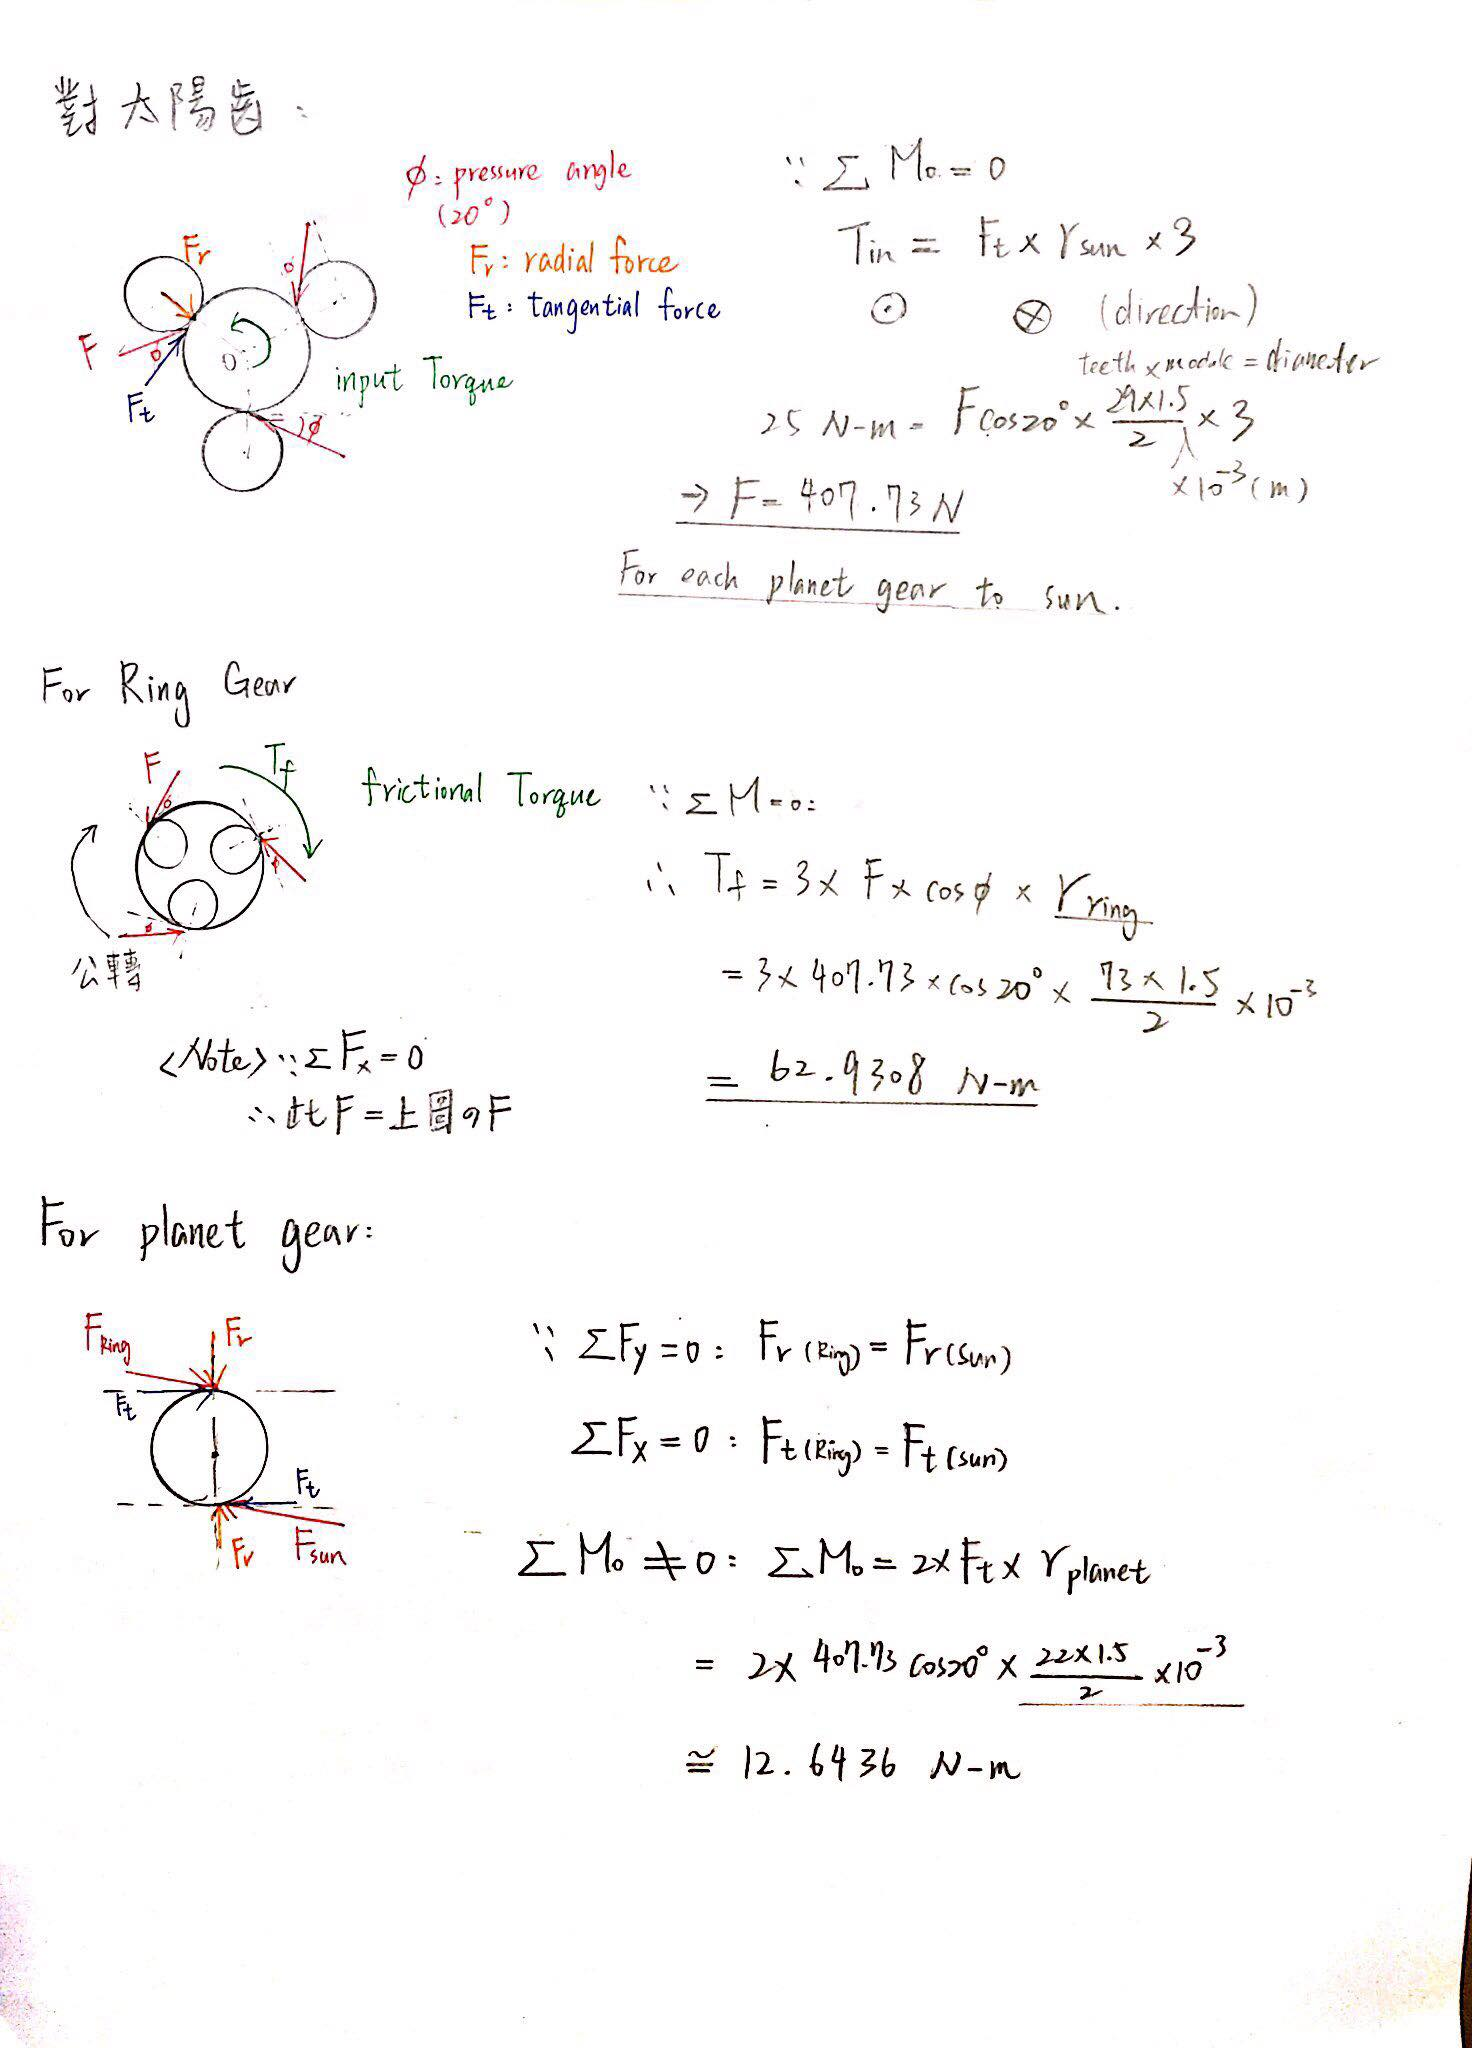 對太陽齒:
φ: pressure angle
(20°)
Fr: radial force
Ft: tangential force
Fr
F
φ
Ft
O
φ
φ
input Torque
∵ Σ Mo = 0
Tin = Ft × rsun × 3
⊙ ⊗ (direction)
teeth × module = diameter
25 N-m = F cos20° × 29×1.5/2 × 3
×10⁻³ (m)
→ F = 407.73 N
For each planet gear to sun.
For Ring Gear
F
φ
Tf
φ
φ
公轉
frictional Torque
∵ Σ M = 0:
∴ Tf = 3 × F × cosφ × rring
= 3 × 407.73 × cos20° × 73×1.5/2 × 10⁻³
= 62.9308 N-m
<Note> ∵ Σ Fx = 0
∴ 此F = 上圖のF
For planet gear:
FRing
Fr
Ft
Ft
Fr
Fsun
∵ ΣFy = 0: Fr(Ring) = Fr(sun)
ΣFx = 0: Ft(Ring) = Ft(sun)
Σ Mo ≠ 0: Σ Mo = 2 × Ft × rplanet
= 2 × 407.73 cos20° × 22×1.5/2 × 10⁻³
≅ 12.6436 N-m